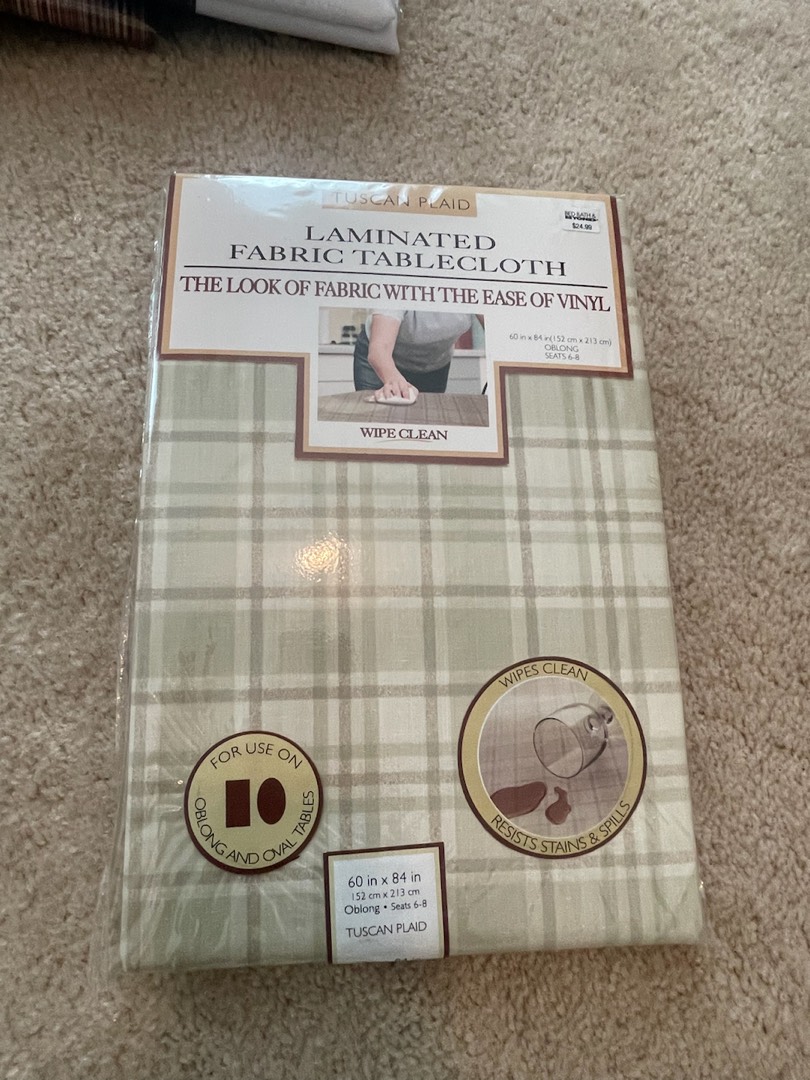 TUSCAN PLAID
BED BATH &
BEYOND
$24.99
LAMINATED
FABRIC TABLECLOTH
THE LOOK OF FABRIC WITH THE EASE OF VINYL
60 in x 84 in(152 cm x 213 cm)
OBLONG
SEATS 6-8
WIPE CLEAN
WIPES CLEAN
RESISTS STAINS & SPILLS
FOR USE ON
OBLONG AND OVAL TABLES
60 in x 84 in
152 cm x 213 cm
Oblong • Seats 6-8
TUSCAN PLAID